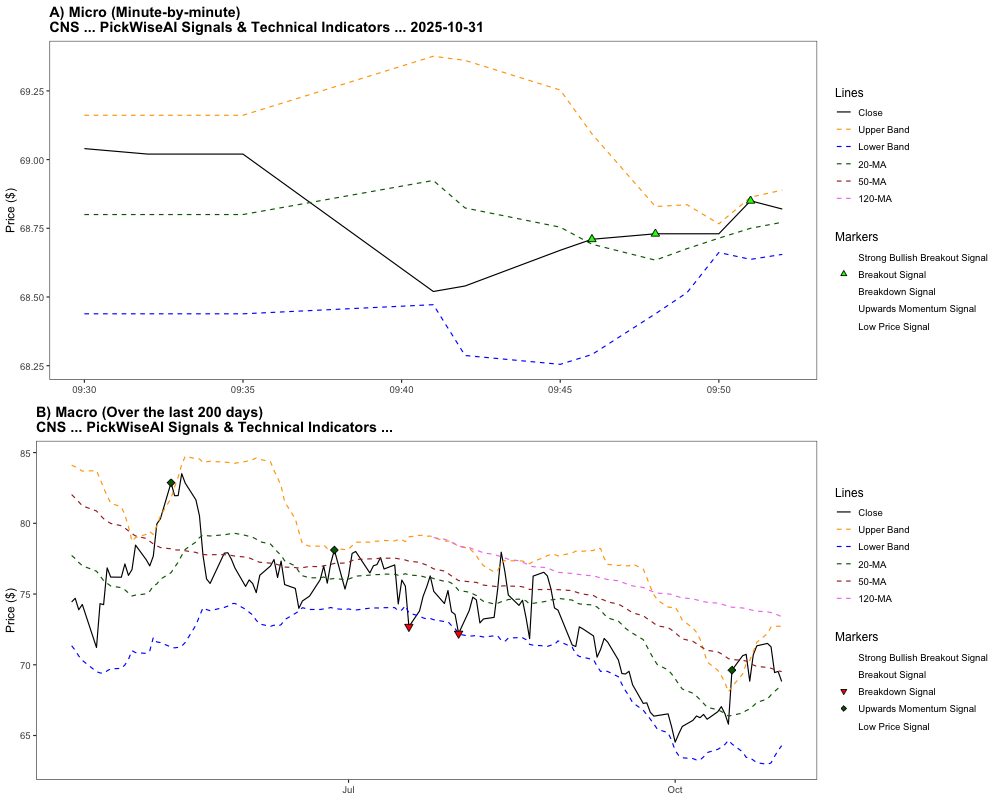 A) Micro (Minute-by-minute)
CNS ... PickWiseAI Signals & Technical Indicators ... 2025-10-31
69.25
69.00
68.75
68.50
68.25
Price ($)
09:30
09:35
09:40
09:45
09:50
Lines
Close
Upper Band
Lower Band
20-MA
50-MA
120-MA
Markers
Strong Bullish Breakout Signal
Breakout Signal
Breakdown Signal
Upwards Momentum Signal
Low Price Signal
B) Macro (Over the last 200 days)
CNS ... PickWiseAI Signals & Technical Indicators ...
85
80
75
70
65
Price ($)
Jul
Oct
Lines
Close
Upper Band
Lower Band
20-MA
50-MA
120-MA
Markers
Strong Bullish Breakout Signal
Breakout Signal
Breakdown Signal
Upwards Momentum Signal
Low Price Signal